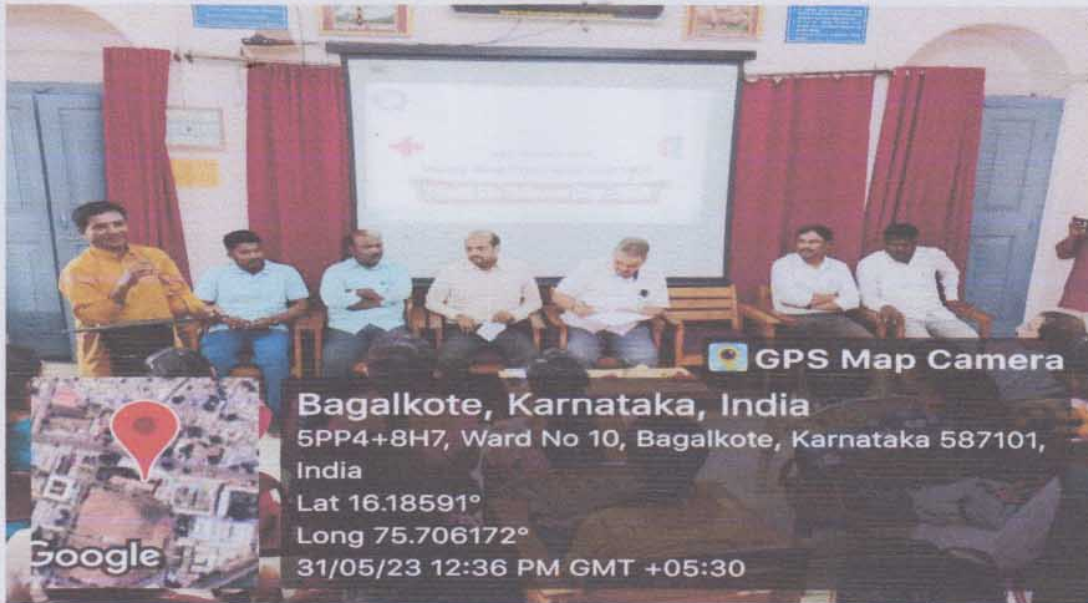 GPS Map Camera
Bagalkote, Karnataka, India
5PP4+8H7, Ward No 10, Bagalkote, Karnataka 587101,
India
Lat 16.18591°
Long 75.706172°
31/05/23 12:36 PM GMT +05:30
Google